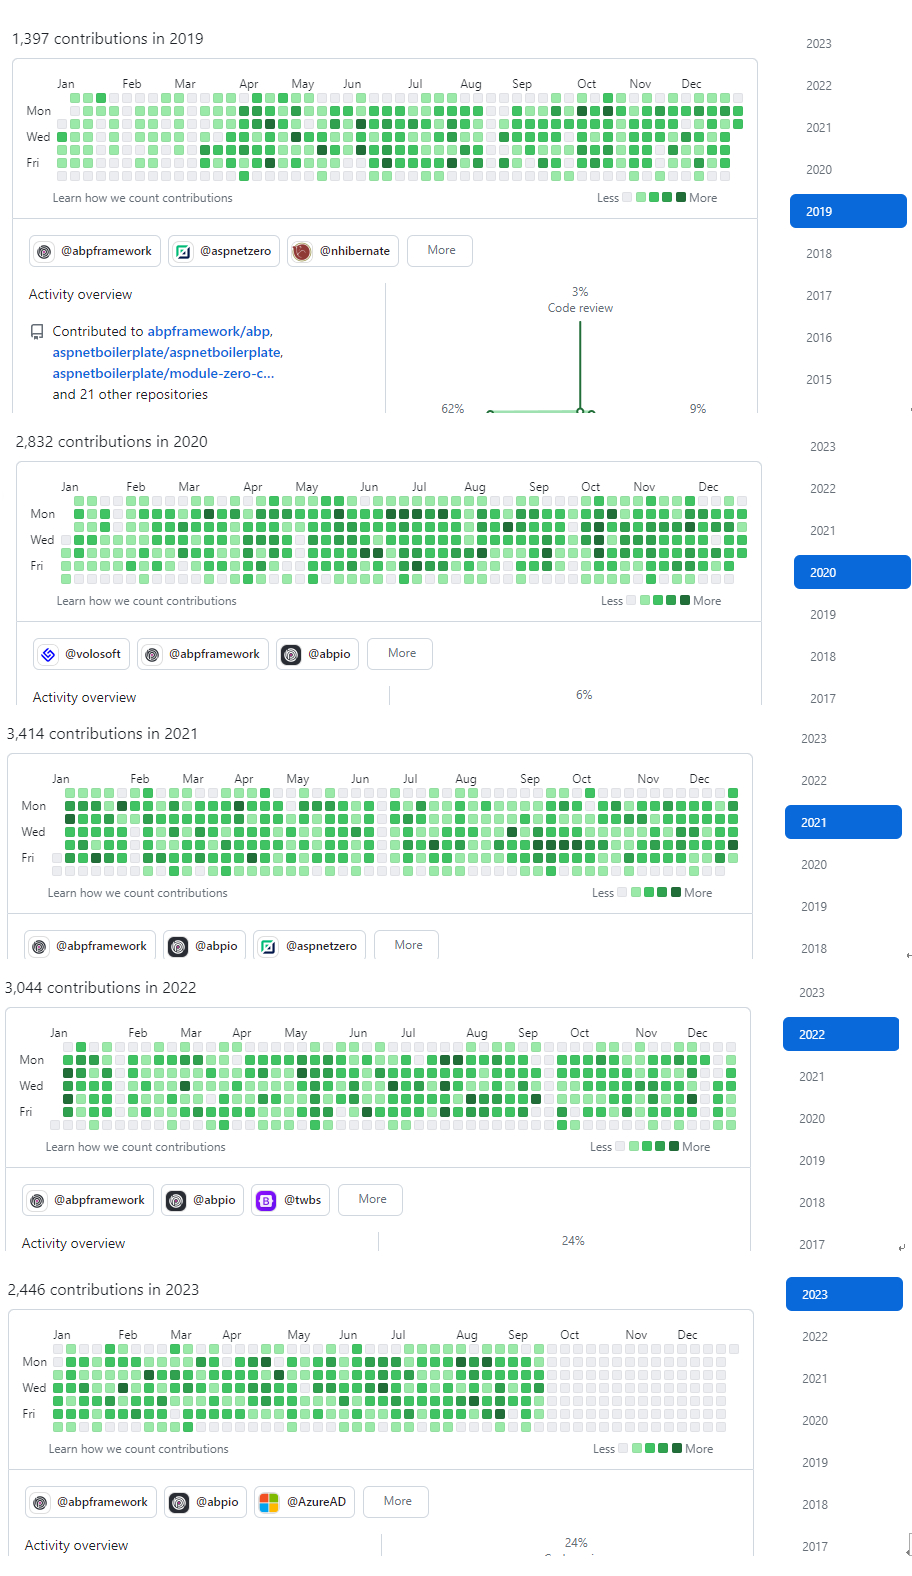 1,397 contributions in 2019
2023
Jan Feb Mar Apr May Jun Jul Aug Sep Oct Nov Dec
2022
Mon
2021
Wed
Fri
2020
Learn how we count contributions
Less More
2019
@abpframework @aspnetzero @nhibernate More
2018
Activity overview
3%
Code review
2017
Contributed to abpframework/abp,
aspnetboilerplate/aspnetboilerplate,
aspnetboilerplate/module-zero-c...
and 21 other repositories
2016
2015
62%
9%
2,832 contributions in 2020
2023
Jan Feb Mar Apr May Jun Jul Aug Sep Oct Nov Dec
2022
Mon
2021
Wed
Fri
2020
Learn how we count contributions
Less More
2019
@volosoft @abpframework @abpio More
2018
Activity overview
6%
2017
3,414 contributions in 2021
2023
Jan Feb Mar Apr May Jun Jul Aug Sep Oct Nov Dec
2022
Mon
2021
Wed
Fri
2020
Learn how we count contributions
Less More
2019
@abpframework @abpio @aspnetzero More
2018
3,044 contributions in 2022
2023
Jan Feb Mar Apr May Jun Jul Aug Sep Oct Nov Dec
2022
Mon
2021
Wed
Fri
2020
Learn how we count contributions
Less More
2019
@abpframework @abpio @twbs More
2018
Activity overview
24%
2017
2,446 contributions in 2023
2023
Jan Feb Mar Apr May Jun Jul Aug Sep Oct Nov Dec
2022
Mon
2021
Wed
Fri
2020
Learn how we count contributions
Less More
2019
@abpframework @abpio @AzureAD More
2018
Activity overview
24%
2017